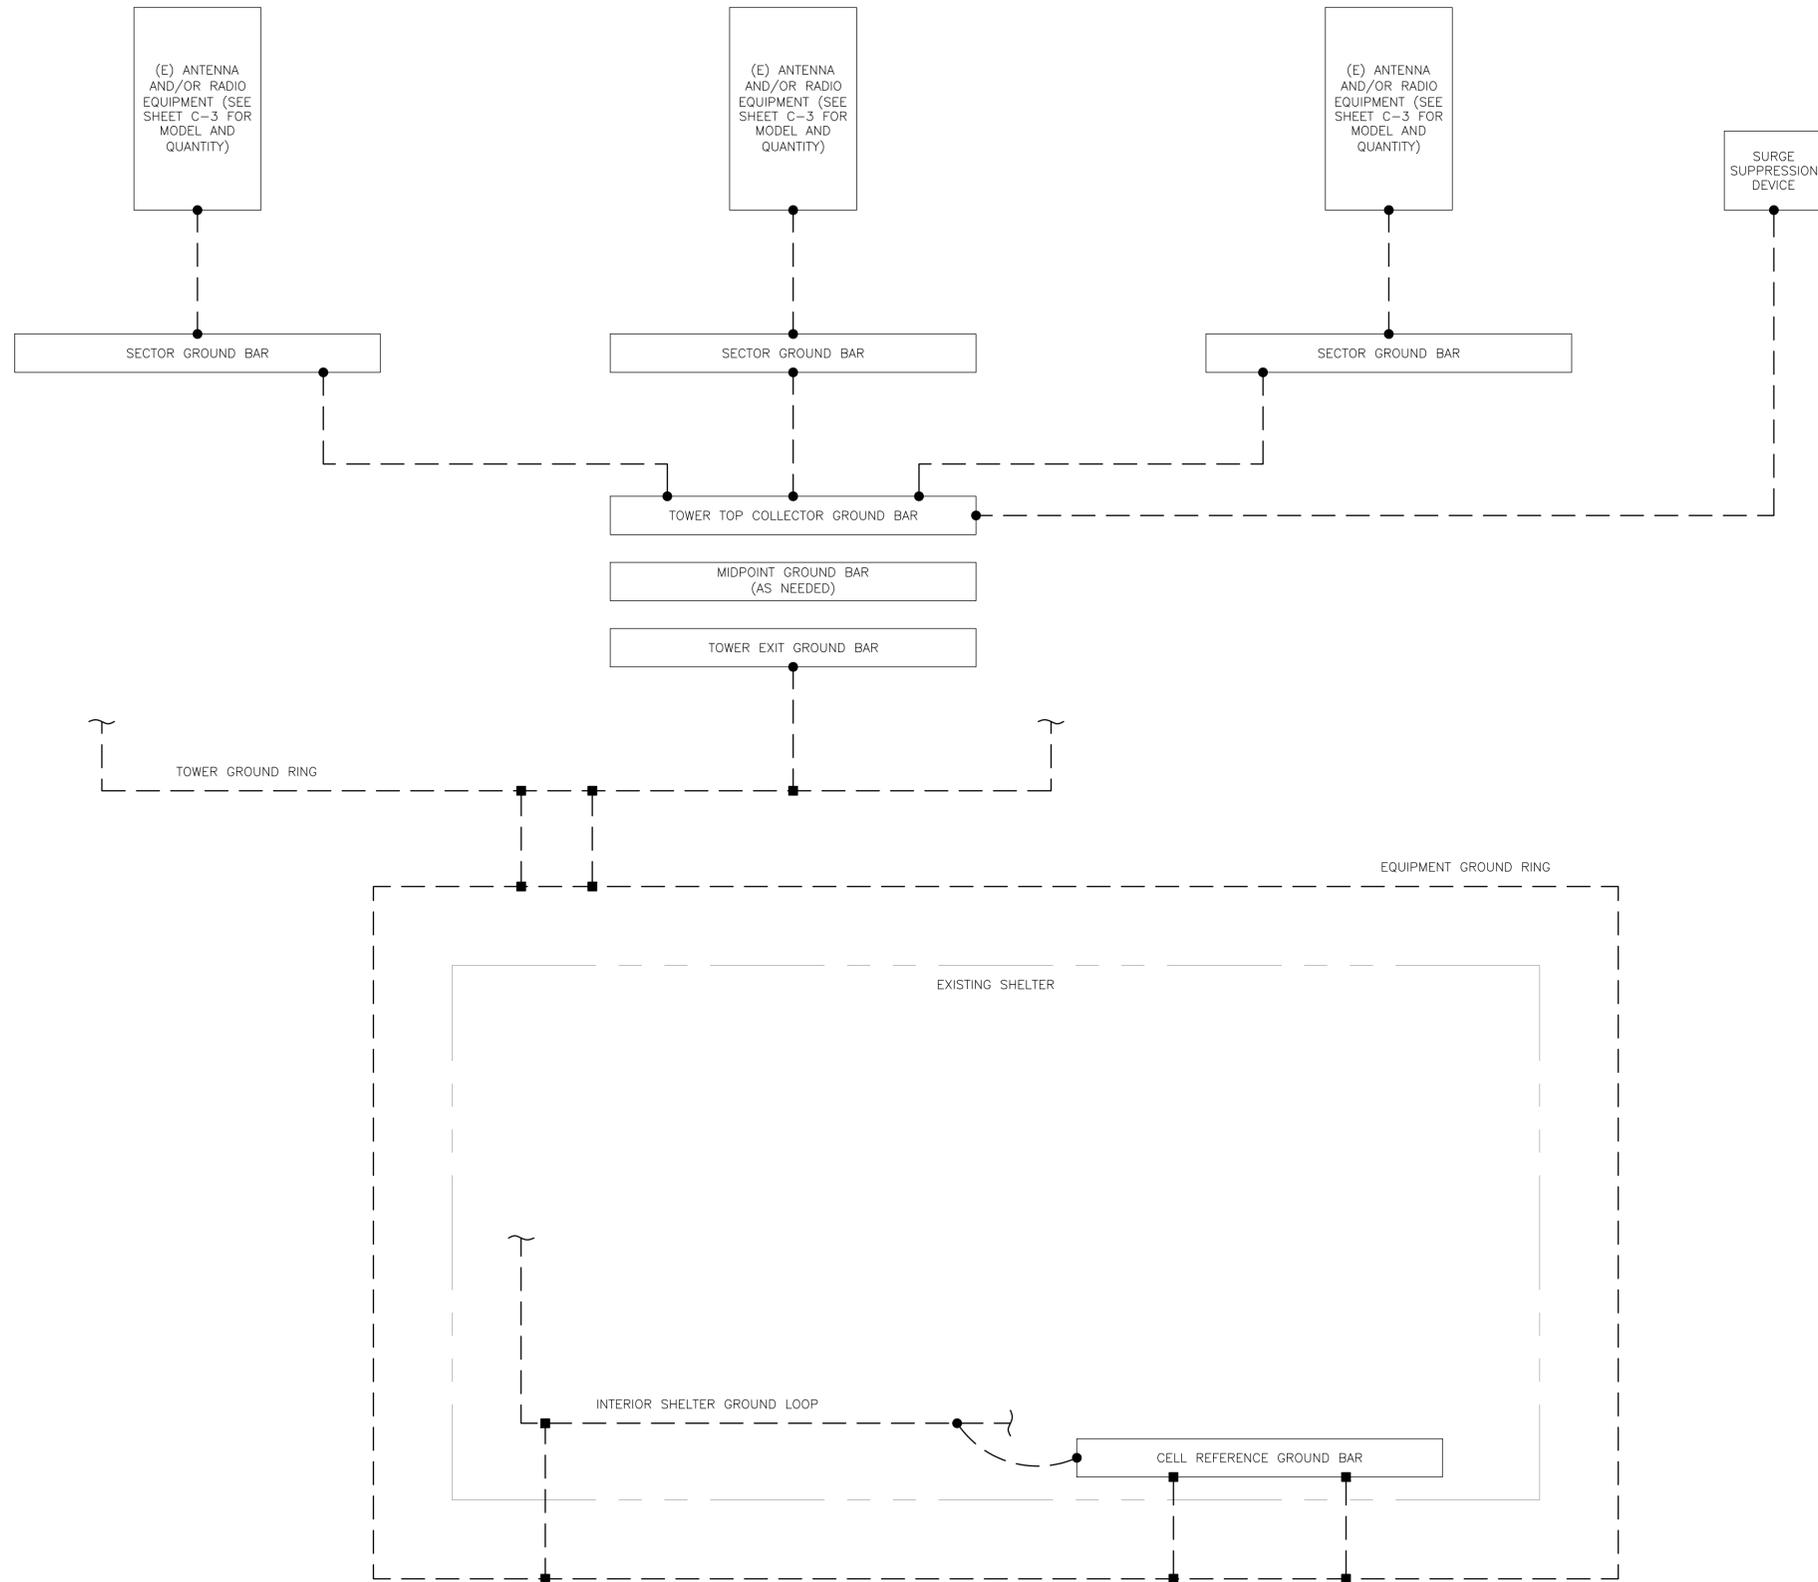 (E) ANTENNA
AND/OR RADIO
EQUIPMENT (SEE
SHEET C-3 FOR
MODEL AND
QUANTITY)
(E) ANTENNA
AND/OR RADIO
EQUIPMENT (SEE
SHEET C-3 FOR
MODEL AND
QUANTITY)
(E) ANTENNA
AND/OR RADIO
EQUIPMENT (SEE
SHEET C-3 FOR
MODEL AND
QUANTITY)
SURGE
SUPPRESSION
DEVICE
SECTOR GROUND BAR
SECTOR GROUND BAR
SECTOR GROUND BAR
TOWER TOP COLLECTOR GROUND BAR
MIDPOINT GROUND BAR
(AS NEEDED)
TOWER EXIT GROUND BAR
TOWER GROUND RING
EQUIPMENT GROUND RING
EXISTING SHELTER
INTERIOR SHELTER GROUND LOOP
CELL REFERENCE GROUND BAR